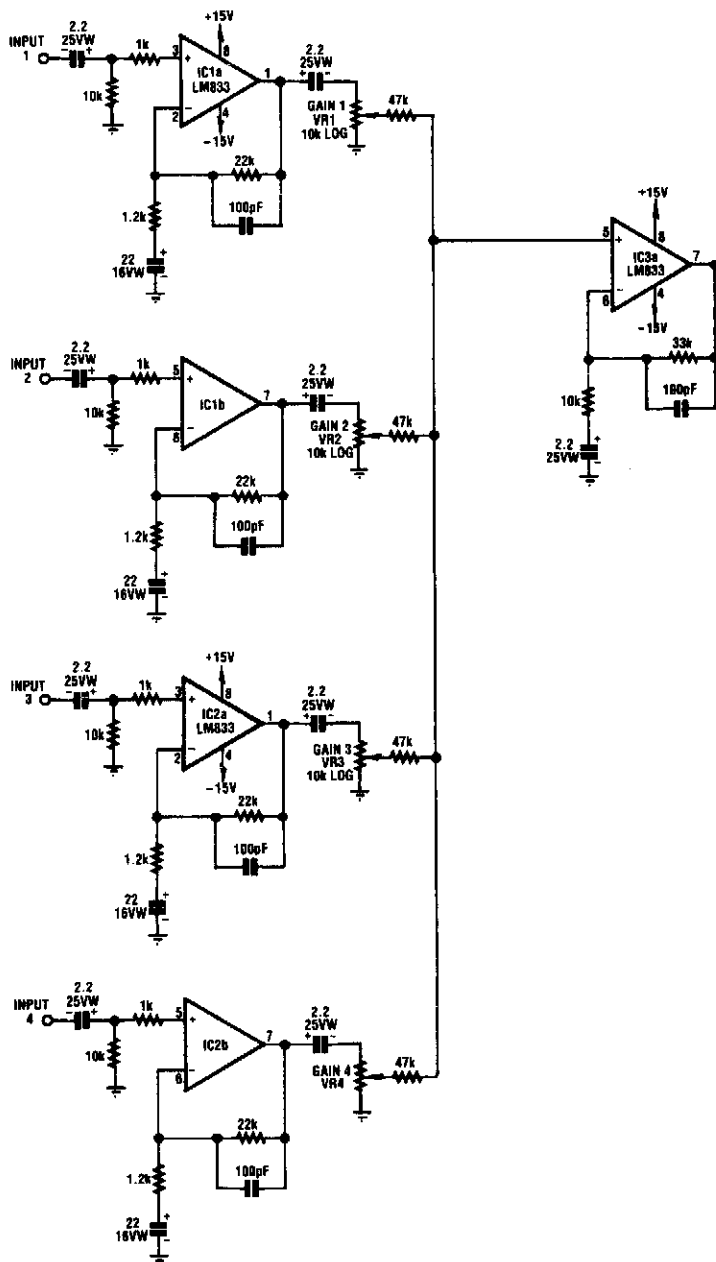 INPUT
1
2.2
25VW
- +
10k
1k
3
+
-
2
IC1a
LM833
+15V
8
4
-15V
1
22k
100pF
1.2k
22
16VW
+
-
2.2
25VW
+ -
GAIN 1
VR1
10k LOG
47k
INPUT
2
2.2
25VW
- +
10k
1k
5
+
-
6
IC1b
7
22k
100pF
1.2k
22
16VW
+
-
2.2
25VW
+ -
GAIN 2
VR2
10k LOG
47k
INPUT
3
2.2
25VW
- +
10k
1k
3
+
-
2
IC2a
LM833
+15V
8
4
-15V
1
22k
100pF
1.2k
22
16VW
+
-
2.2
25VW
+ -
GAIN 3
VR3
10k LOG
47k
INPUT
4
2.2
25VW
- +
10k
1k
5
+
-
6
IC2b
7
22k
100pF
1.2k
22
16VW
+
-
2.2
25VW
+ -
GAIN 4
VR4
47k
5
+
-
6
IC3a
LM833
+15V
8
4
-15V
7
33k
10k
2.2
25VW
+
-